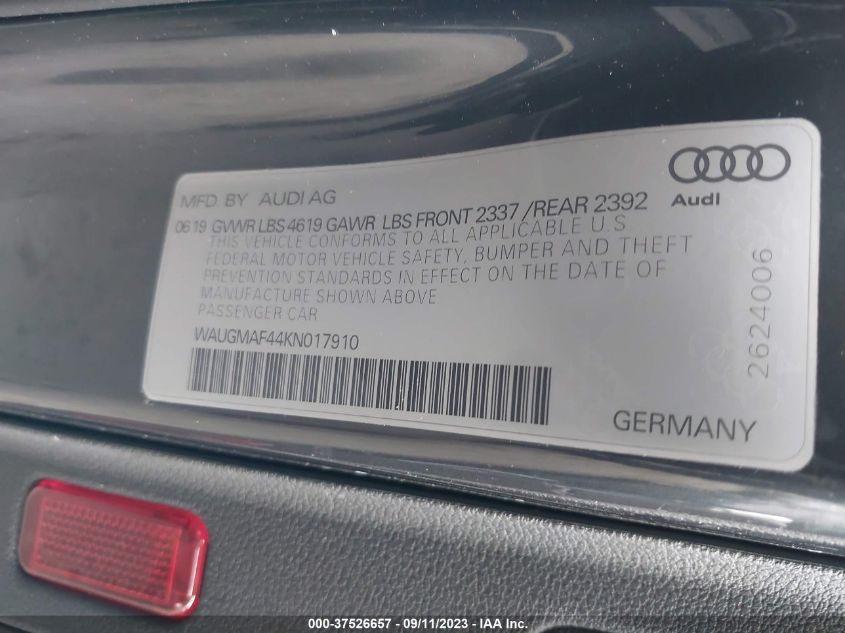 Audi
MFD. BY AUDI AG
06 19 GVWR LBS 4619 GAWR LBS FRONT 2337 / REAR 2392
THIS VEHICLE CONFORMS TO ALL APPLICABLE U.S
FEDERAL MOTOR VEHICLE SAFETY, BUMPER AND THEFT
PREVENTION STANDARDS IN EFFECT ON THE DATE OF
MANUFACTURE SHOWN ABOVE
PASSENGER CAR
WAUGMAF44KN017910
2624006
GERMANY
000-37526657 - 09/11/2023 - IAA Inc.